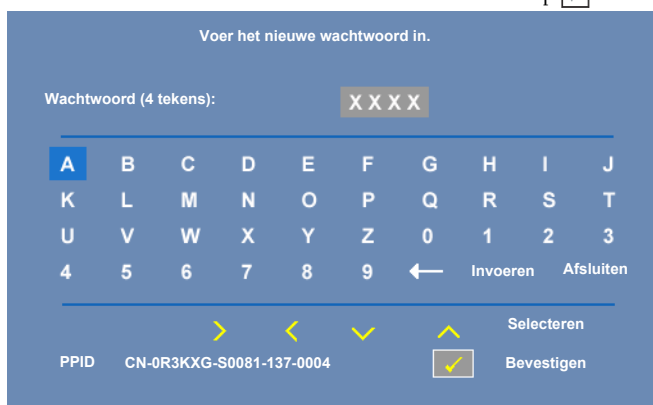 Voer het nieuwe wachtwoord in.
Wachtwoord (4 tekens): X X X X
A B C D E F G H I J
K L M N O P Q R S T
U V W X Y Z 0 1 2 3
4 5 6 7 8 9 ← Invoeren Afsluiten
Selecteren
PPID CN-0R3KXG-S0081-137-0004 Bevestigen